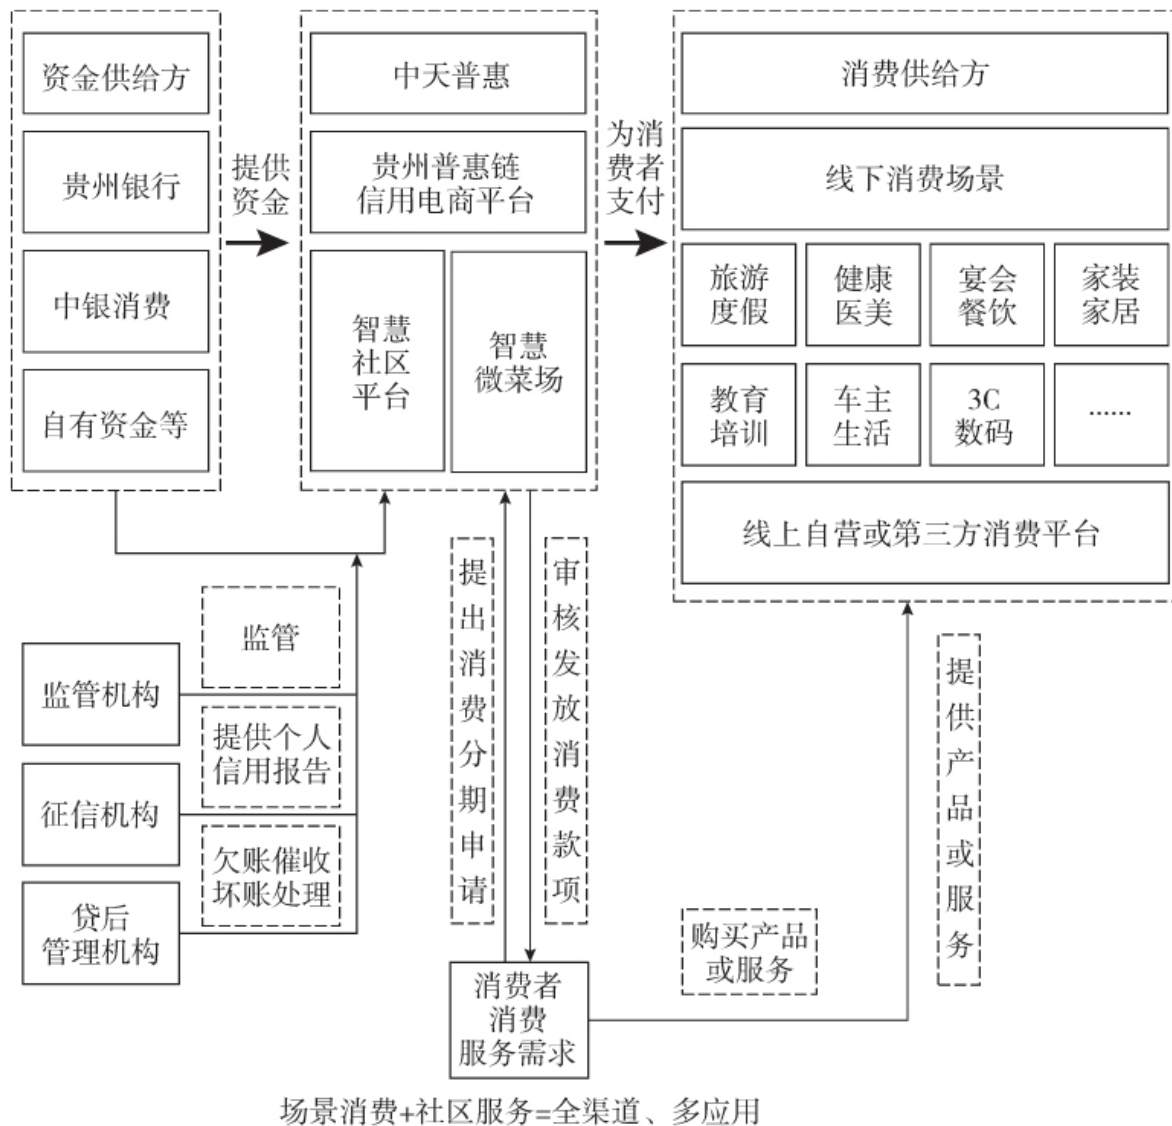 资金供给方
贵州银行
中银消费
自有资金等
提供
资金
中天普惠
贵州普惠链
信用电商平台
智慧
社区
平台
智慧
微菜场
为消
费者
支付
消费供给方
线下消费场景
旅游
度假
健康
医美
宴会
餐饮
家装
家居
教育
培训
车主
生活
3C
数码
……
线上自营或第三方消费平台
监管机构
征信机构
贷后
管理机构
监管
提供个人
信用报告
欠账催收
坏账处理
提出消费分期申请
审核发放消费款项
消费者
消费
服务需求
购买产品
或服务
提供产品或服务
场景消费+社区服务=全渠道、多应用